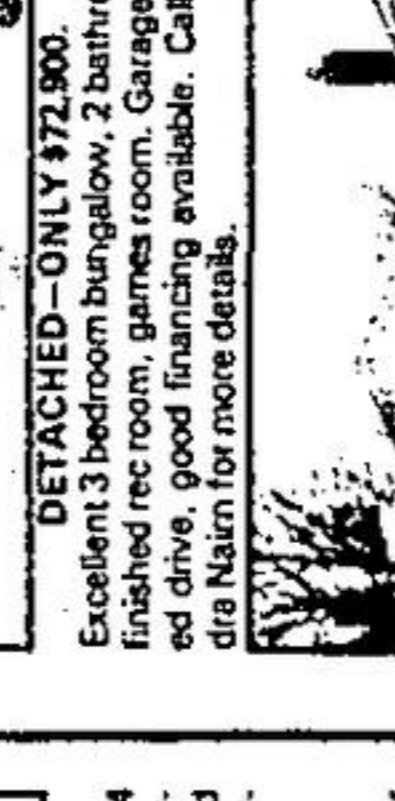 DETACHED—ONLY $72,900.
Excellent 3 bedroom bungalow, 2 bathr
finished rec room, games room. Garage
ed drive, good financing available. Call
dra Nairn for more details.